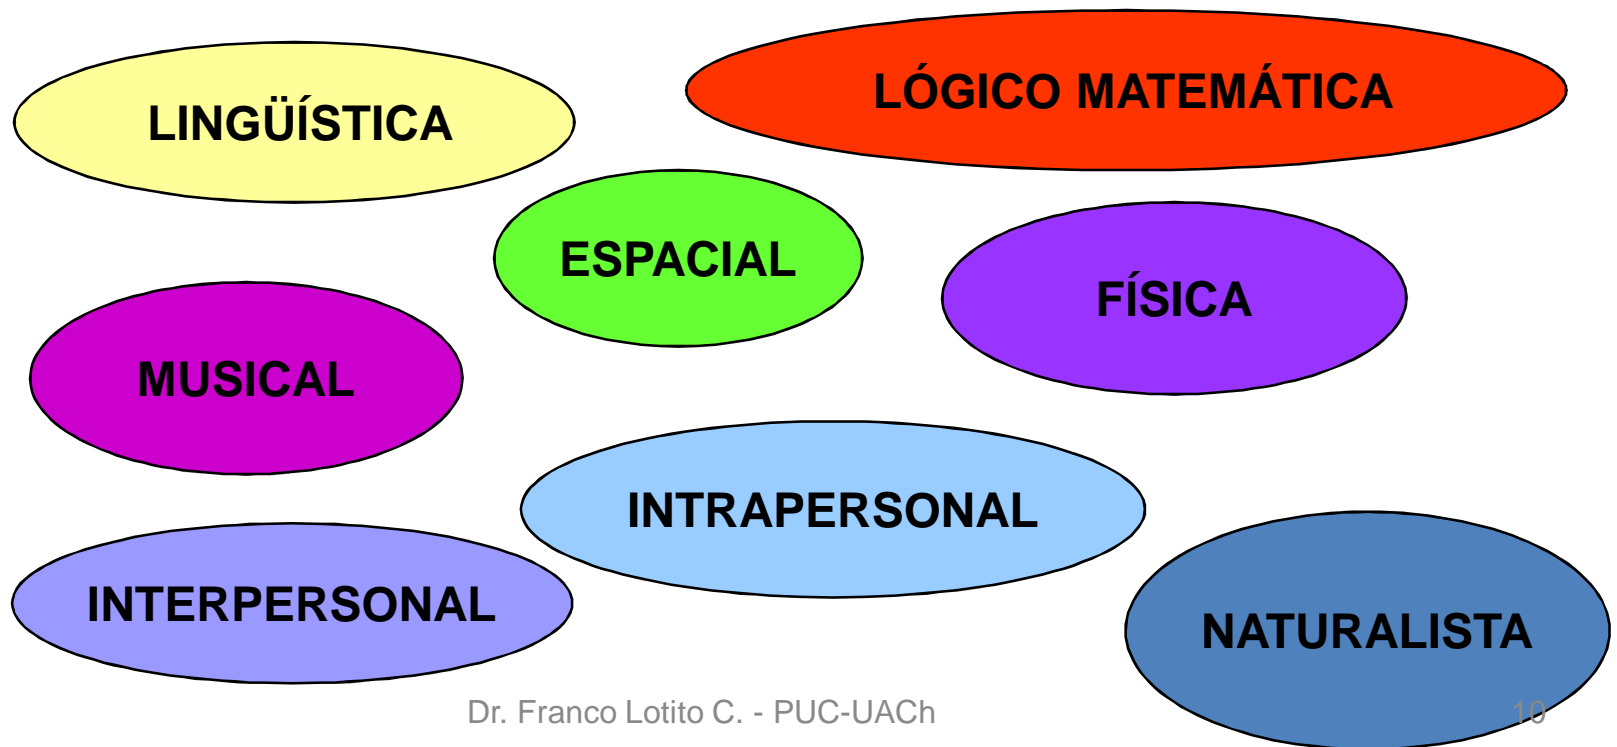 LINGÜÍSTICA
LÓGICO MATEMÁTICA
ESPACIAL
FÍSICA
MUSICAL
INTRAPERSONAL
INTERPERSONAL
NATURALISTA
Dr. Franco Lotito C. - PUC-UACh
10